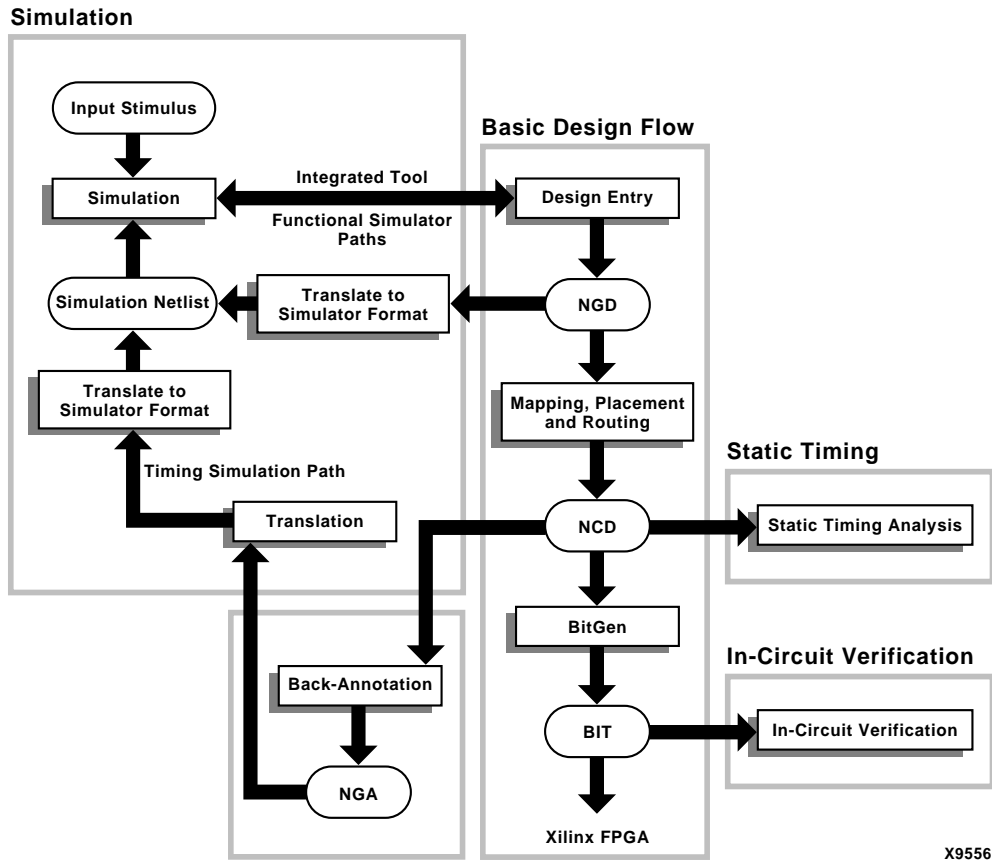 Simulation
Input Stimulus
Simulation
Integrated Tool
Functional Simulator
Paths
Simulation Netlist
Translate to
Simulator Format
Translate to
Simulator Format
Timing Simulation Path
Translation
Back-Annotation
NGA
Basic Design Flow
Design Entry
NGD
Mapping, Placement
and Routing
NCD
BitGen
BIT
Xilinx FPGA
Static Timing
Static Timing Analysis
In-Circuit Verification
In-Circuit Verification
X9556